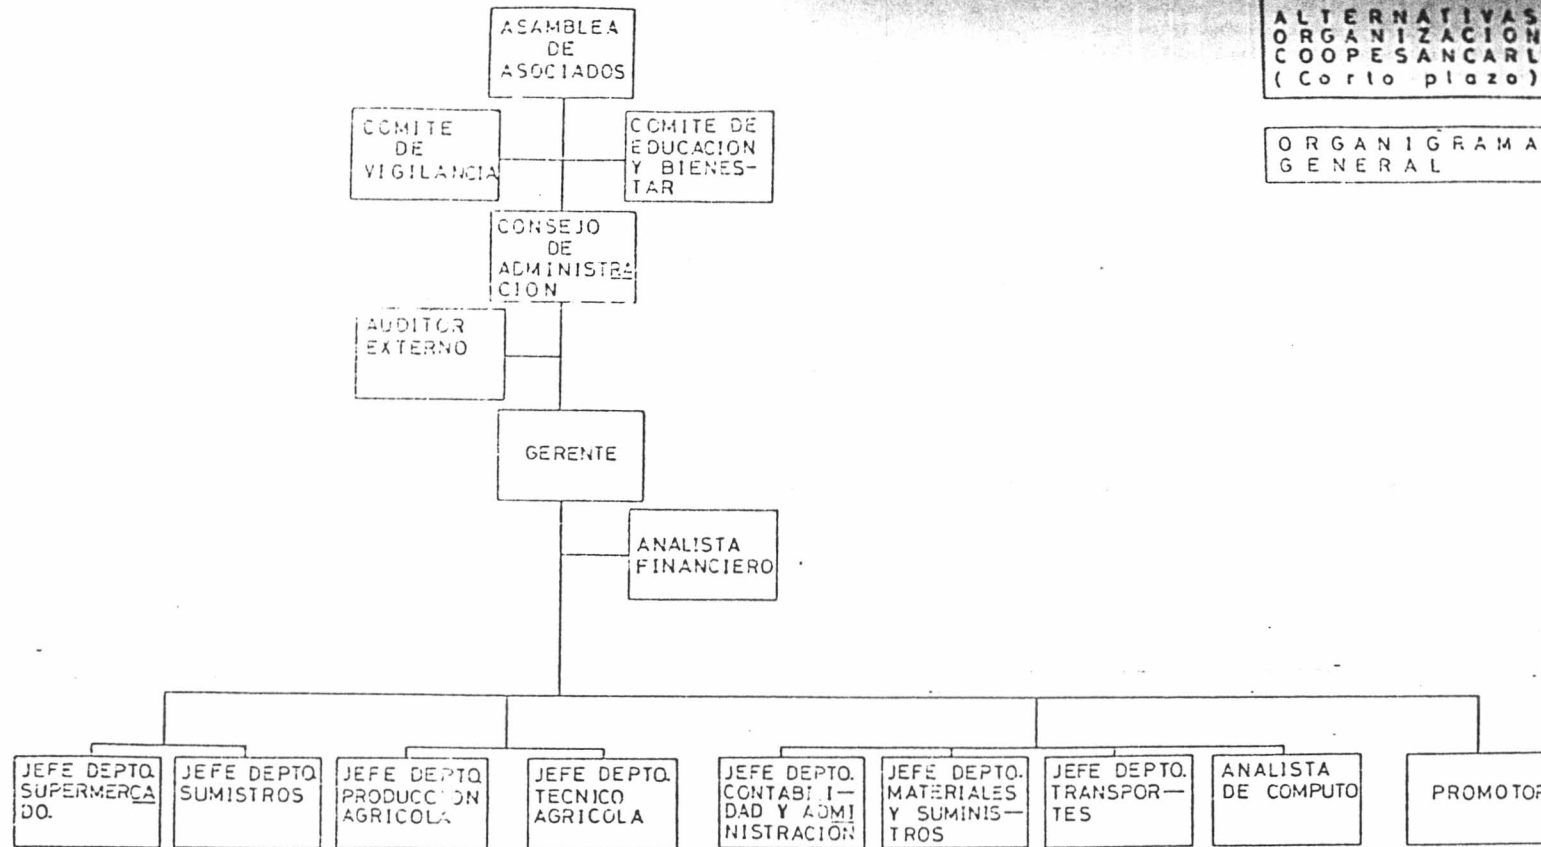 ALTERNATIVAS
ORGANIZACION
COOPESANCARL
(Corto plazo)
ORGANIGRAMA
GENERAL
ASAMBLEA
DE
ASOCIADOS
COMITE
DE
VIGILANCIA
COMITE DE
EDUCACION
Y BIENES-
TAR
CONSEJO
DE
ADMINISTRA
CION
AUDITOR
EXTERNO
GERENTE
ANALISTA
FINANCIERO
JEFE DEPTO.
SUPERMERCA
DO.
JEFE DEPTO
SUMISTROS
JEFE DEPTO
PRODUCCION
AGRICOLA
JEFE DEPTO.
TECNICO
AGRICOLA
JEFE DEPTO.
CONTABILI-
DAD Y ADMI
NISTRACIÓN
JEFE DEPTO.
MATERIALES
Y SUMINIS-
TROS
JEFE DEPTO.
TRANSPOR-
TES
ANALISTA
DE COMPUTO
PROMOTOR